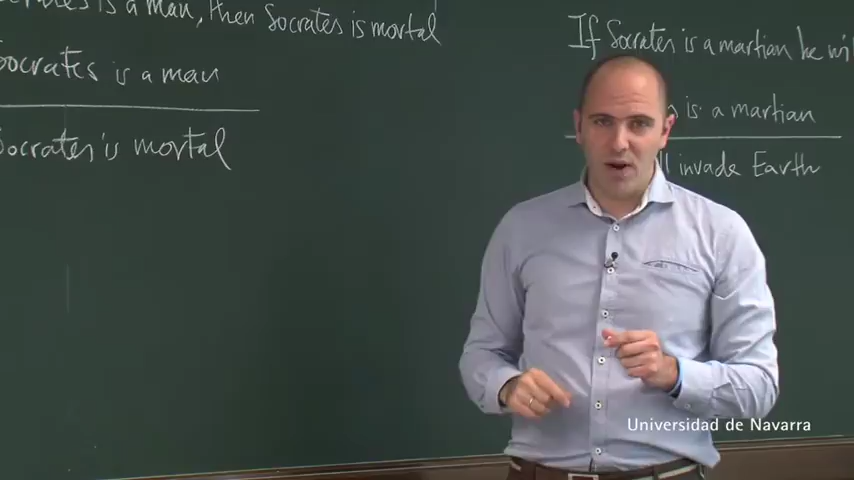 is a man, then Socrates is mortal
Socrates is a man
Socrates is mortal
If Socrates is a martian he wi
is a martian
ll invade Earth
Universidad de Navarra